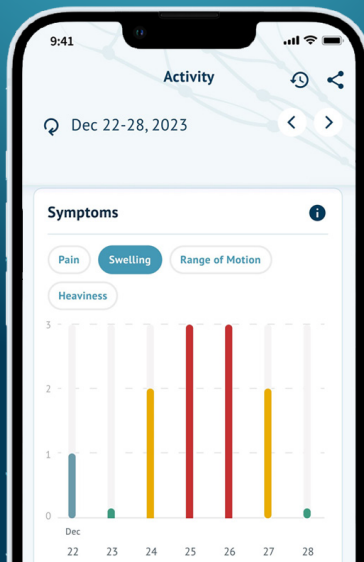 9:41
Activity
Dec 22-28, 2023
Symptoms
i
Pain Swelling Range of Motion
Heaviness
3
2
1
0
Dec
22 23 24 25 26 27 28